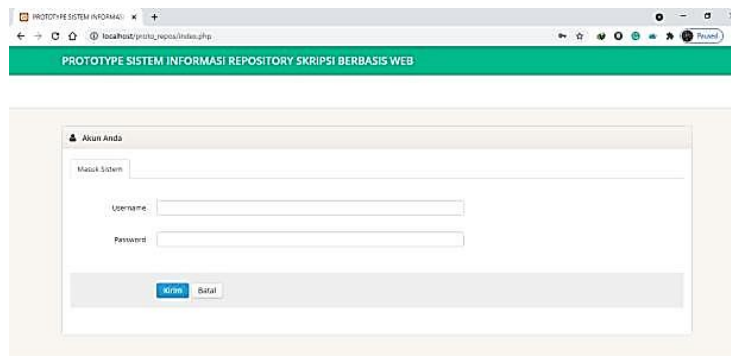 PROTOTYPE SISTEM INFORMASI
localhost/proto_repos/index.php
Paused
PROTOTYPE SISTEM INFORMASI REPOSITORY SKRIPSI BERBASIS WEB
Akun Anda
Masuk Sistem
Username
Password
Kirim Batal